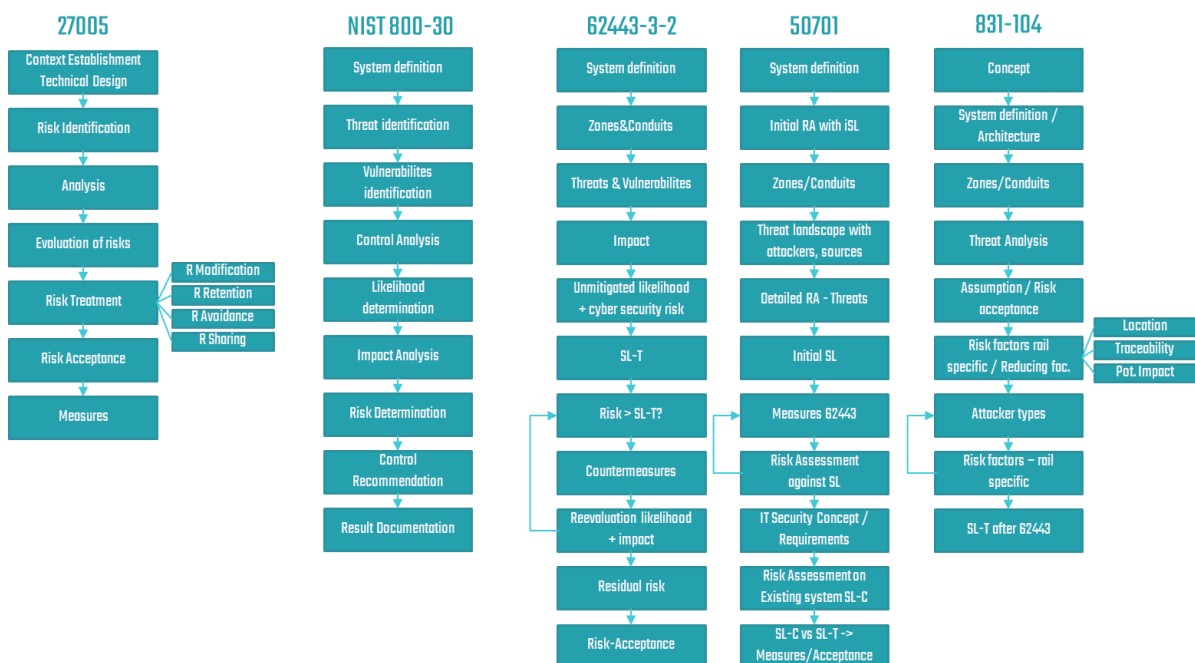 27005
Context Establishment
Technical Design
Risk Identification
Analysis
Evaluation of risks
Risk Treatment
R Modification
R Retention
R Avoidance
R Sharing
Risk Acceptance
Measures
NIST 800-30
System definition
Threat identification
Vulnerabilites
identification
Control Analysis
Likelihood
determination
Impact Analysis
Risk Determination
Control
Recommendation
Result Documentation
62443-3-2
System definition
Zones&Conduits
Threats & Vulnerabilites
Impact
Unmitigated likelihood
+ cyber security risk
SL-T
Risk > SL-T?
Countermeasures
Reevaluation likelihood
+ impact
Residual risk
Risk-Acceptance
50701
System definition
Initial RA with iSL
Zones/Conduits
Threat landscape with
attackers, sources
Detailed RA - Threats
Initial SL
Measures 62443
Risk Assessment
against SL
IT Security Concept /
Requirements
Risk Assessment on
Existing system SL-C
SL-C vs SL-T ->
Measures/Acceptance
831-104
Concept
System definition /
Architecture
Zones/Conduits
Threat Analysis
Assumption / Risk
acceptance
Risk factors rail
specific / Reducing fac.
Location
Traceability
Pot. Impact
Attacker types
Risk factors – rail
specific
SL-T after 62443